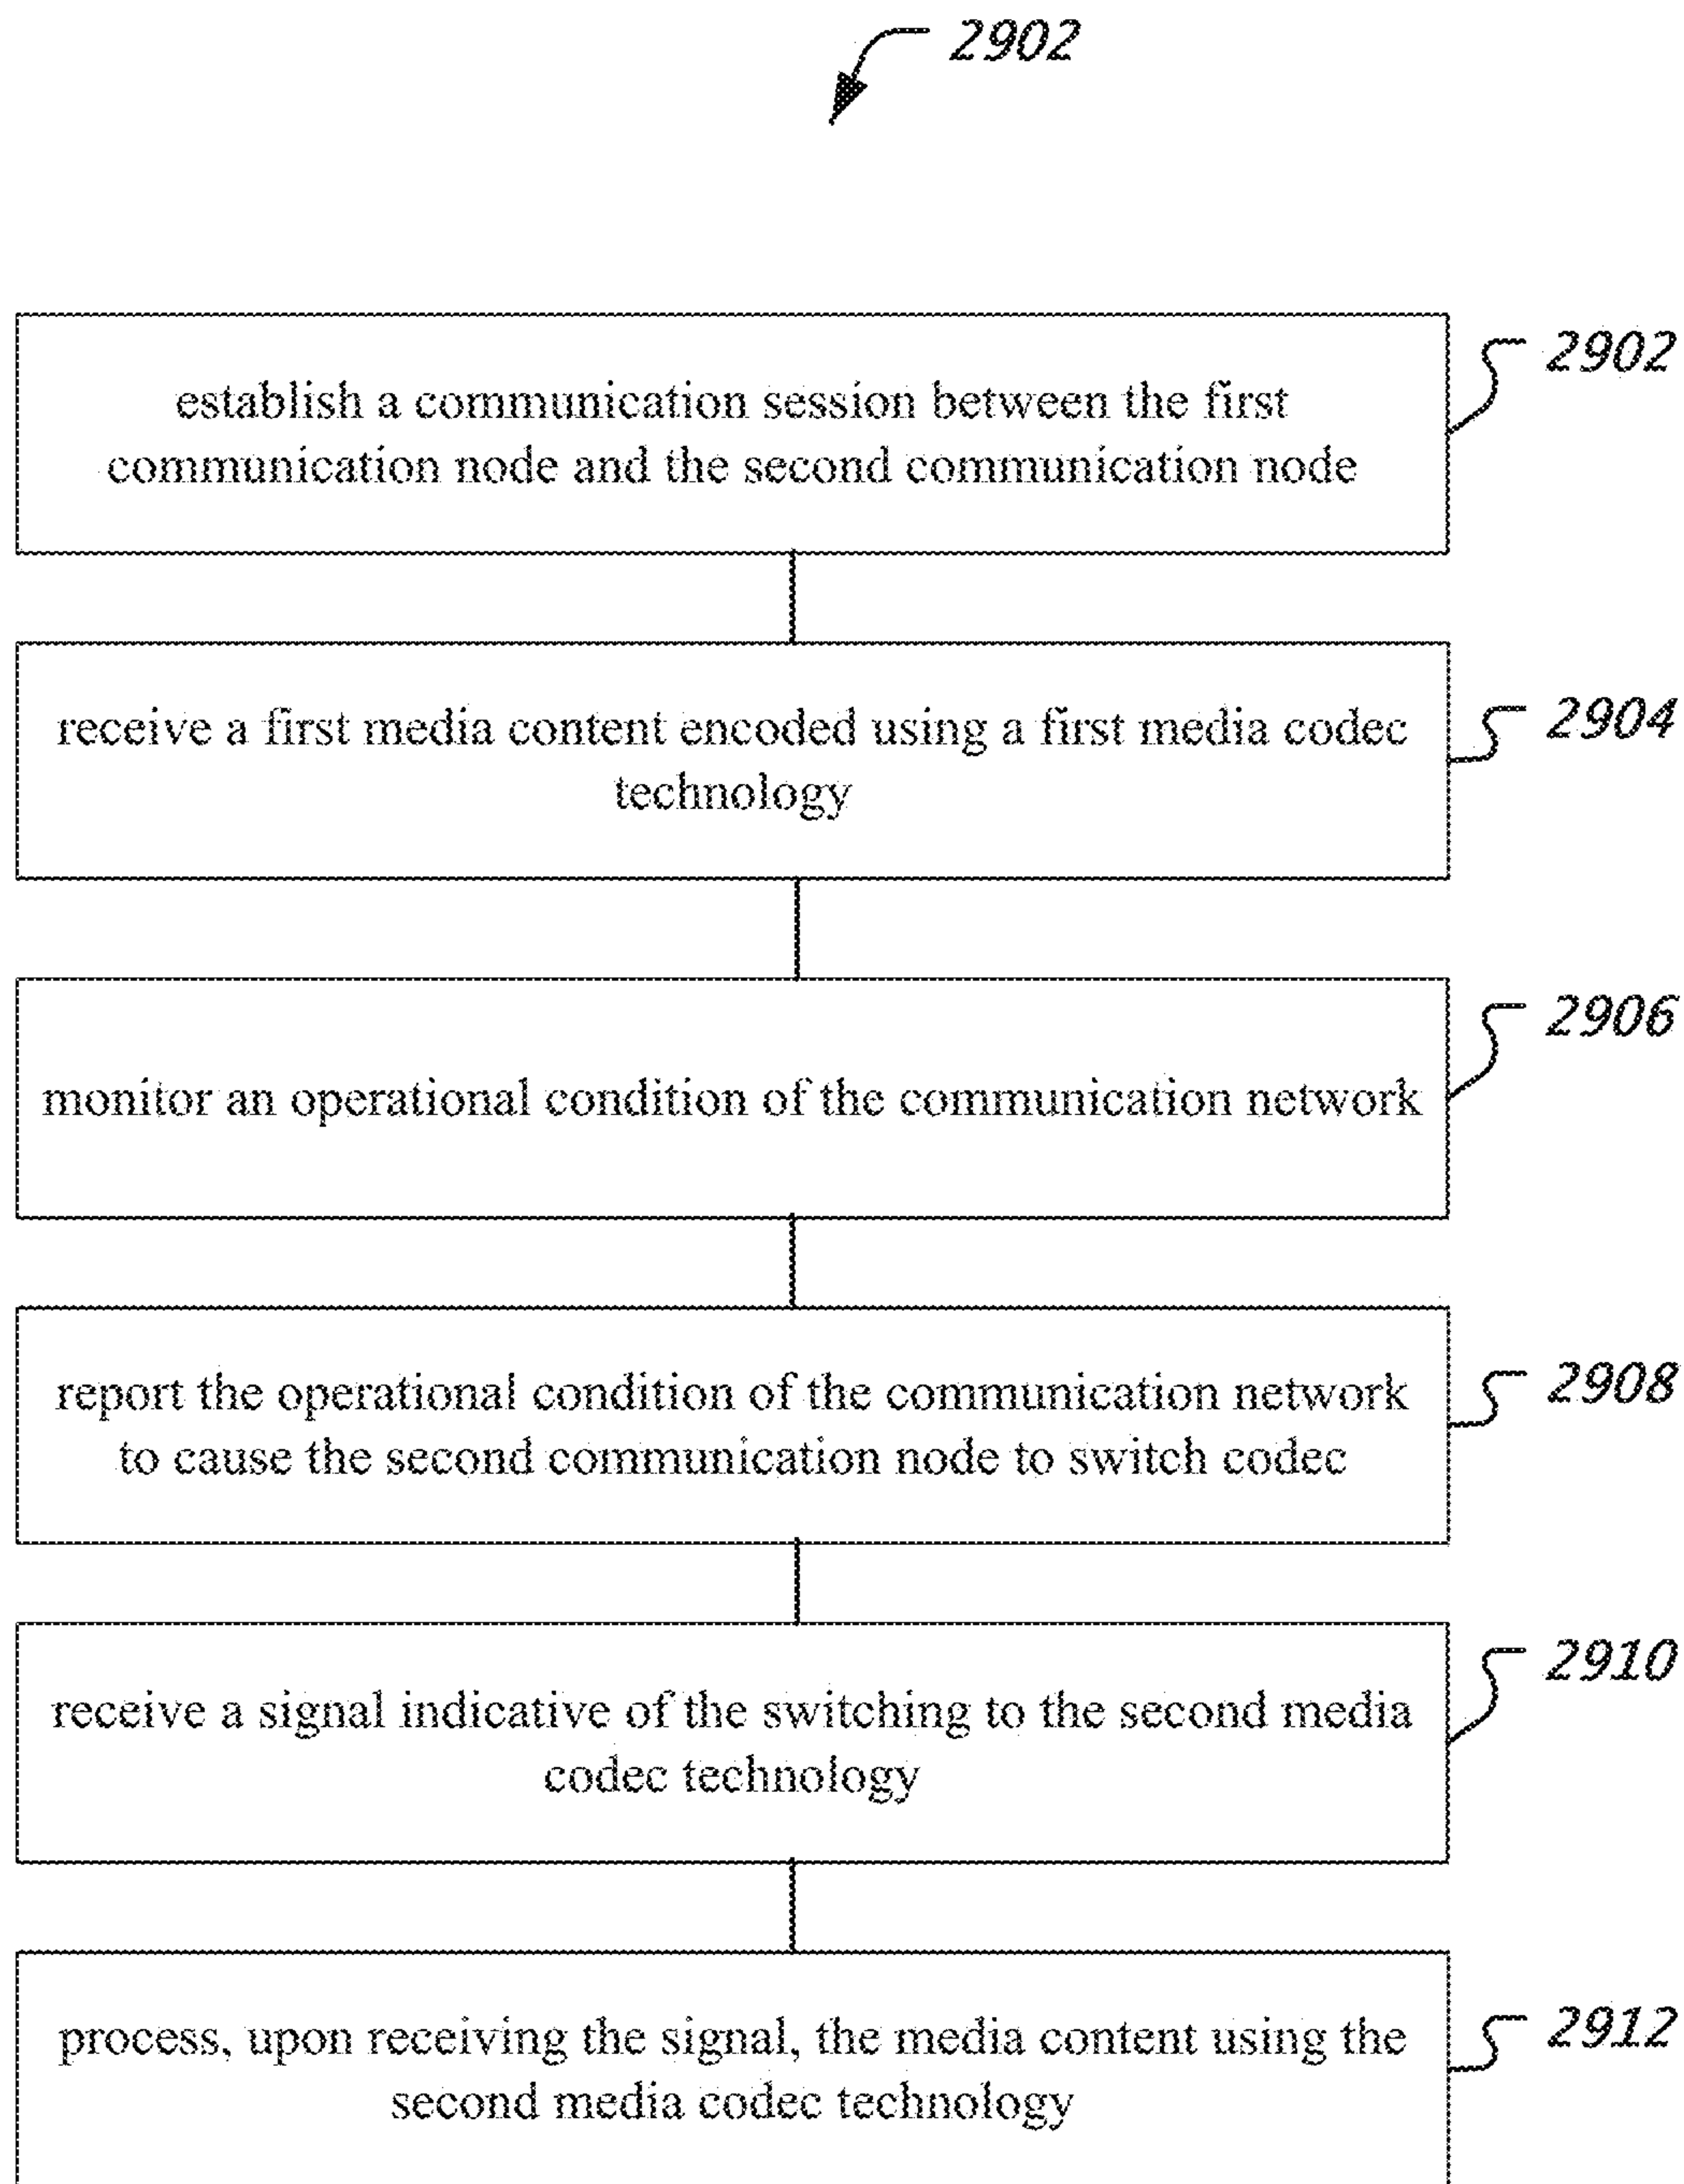 2902
establish a communication session between the first
communication node and the second communication node
2902
receive a first media content encoded using a first media codec
technology
2904
monitor an operational condition of the communication network
2906
report the operational condition of the communication network
to cause the second communication node to switch codec
2908
receive a signal indicative of the switching to the second media
codec technology
2910
process, upon receiving the signal, the media content using the
second media codec technology
2912